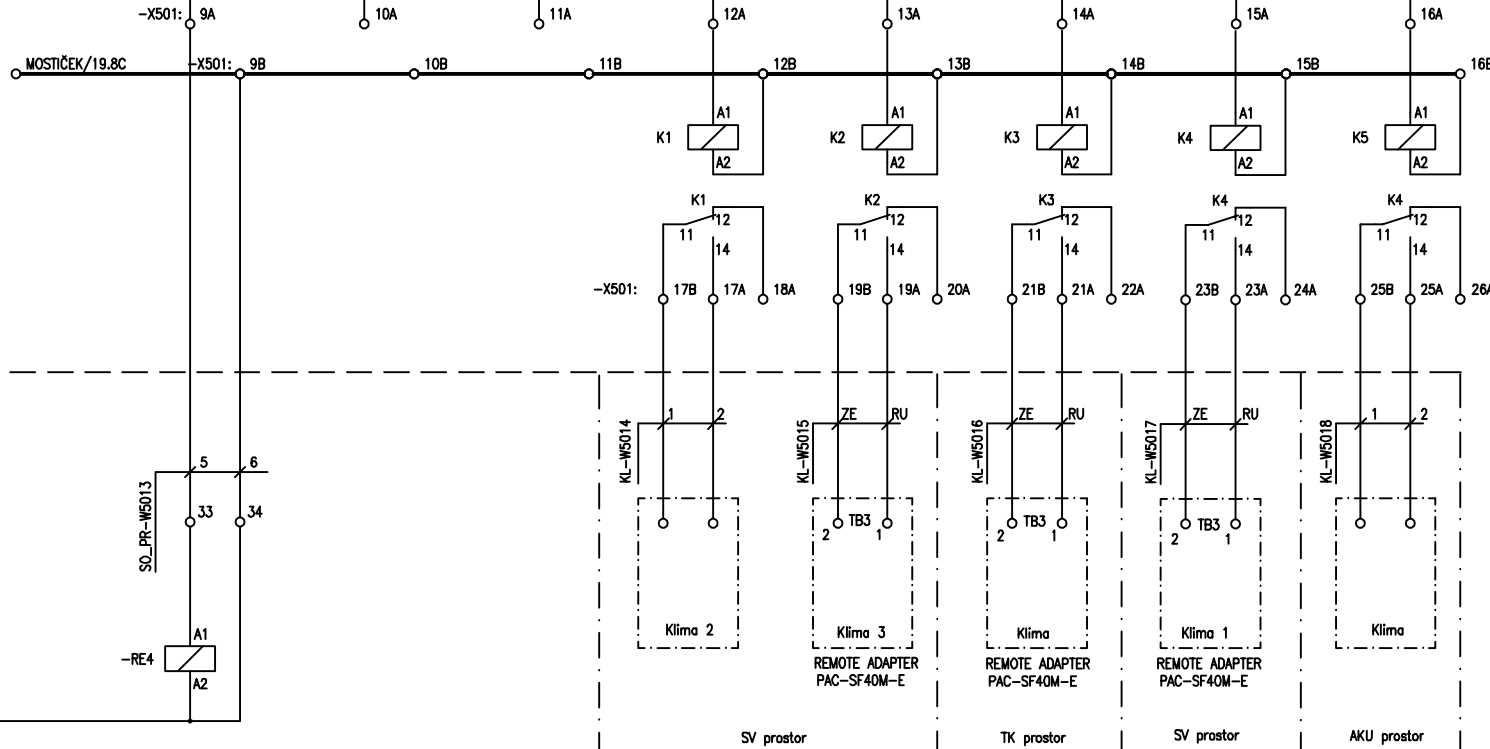 -X501: 9A 10A 11A 12A 13A 14A 15A 16A
MOSTIČEK/19.8C -X501: 9B 10B 11B 12B 13B 14B 15B 16B
A1 A1 A1 A1 A1
K1 K2 K3 K4 K5
A2 A2 A2 A2 A2
K1 K2 K3 K4 K4
12 12 12 12 12
11 11 11 11 11
14 14 14 14 14
-X501: 17B 17A 18A 19B 19A 20A 21B 21A 22A 23B 23A 24A 25B 25A 26A
1 2 ZE RU ZE RU ZE RU 1 2
KL-W5014 KL-W5015 KL-W5016 KL-W5017 KL-W5018
5 6
SO_PR-W5013
33 34
TB3 TB3 TB3
2 1 2 1 2 1
A1
-RE4
A2
Klima 2 Klima 3 Klima Klima 1 Klima
REMOTE ADAPTER REMOTE ADAPTER REMOTE ADAPTER
PAC-SF40M-E PAC-SF40M-E PAC-SF40M-E
SV prostor TK prostor SV prostor AKU prostor